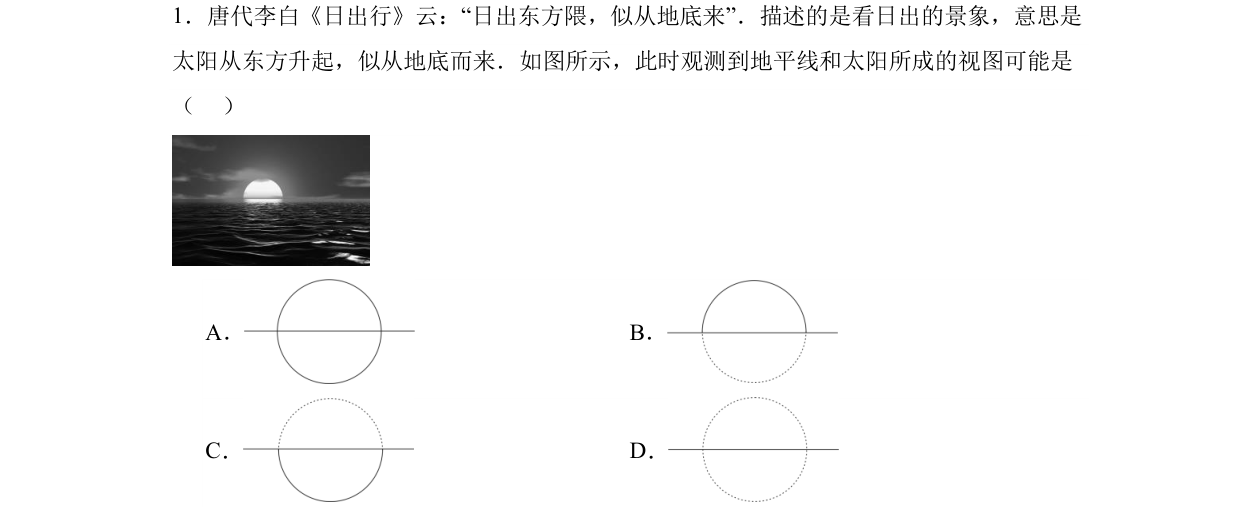 1．唐代李白《日出行》云：“日出东方隈，似从地底来”．描述的是看日出的景象，意思是
太阳从东方升起，似从地底而来．如图所示，此时观测到地平线和太阳所成的视图可能是
（　）
A．
B．
C．
D．